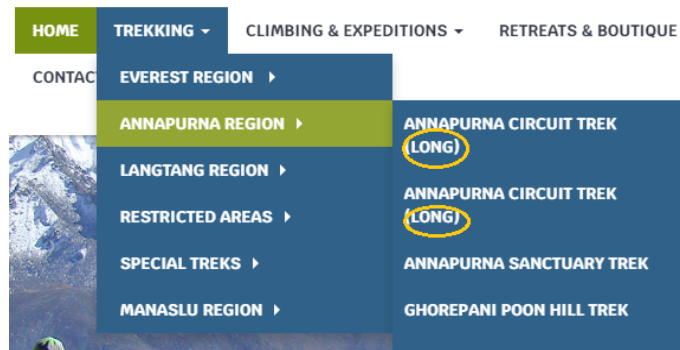 HOME TREKKING CLIMBING & EXPEDITIONS RETREATS & BOUTIQUE
CONTAC
EVEREST REGION
ANNAPURNA REGION
LANGTANG REGION
RESTRICTED AREAS
SPECIAL TREKS
MANASLU REGION
ANNAPURNA CIRCUIT TREK
(LONG)
ANNAPURNA CIRCUIT TREK
(LONG)
ANNAPURNA SANCTUARY TREK
GHOREPANI POON HILL TREK